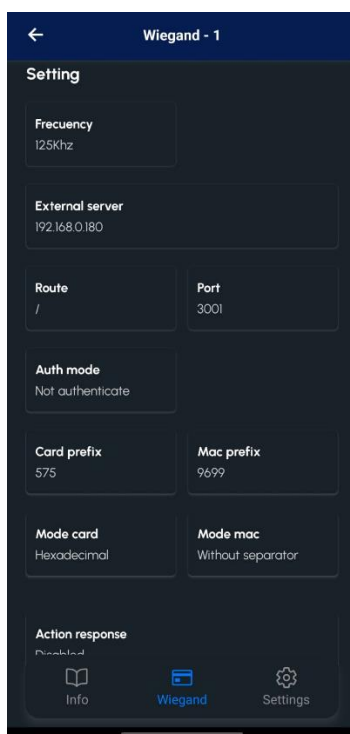 Wiegand - 1
Setting
Frecuency
125Khz
External server
192.168.0.180
Route
/
Port
3001
Auth mode
Not authenticate
Card prefix
575
Mac prefix
9699
Mode card
Hexadecimal
Mode mac
Without separator
Action response
Disabled
Info
Wiegand
Settings